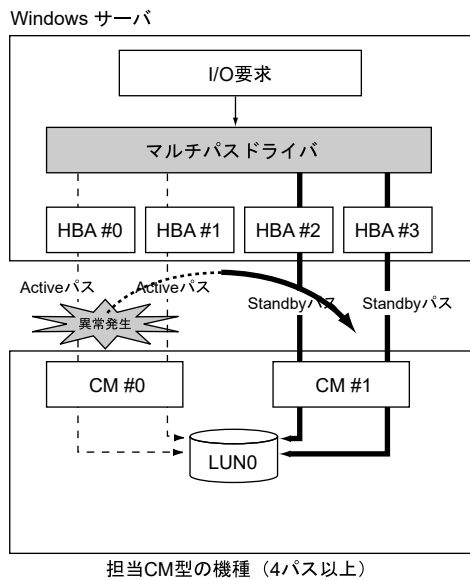 Windows サーバ
I/O要求
マルチパスドライバ
HBA #0
HBA #1
HBA #2
HBA #3
Activeパス
Activeパス
Standbyパス
Standbyパス
異常発生
CM #0
CM #1
LUN0
担当CM型の機種（4パス以上）